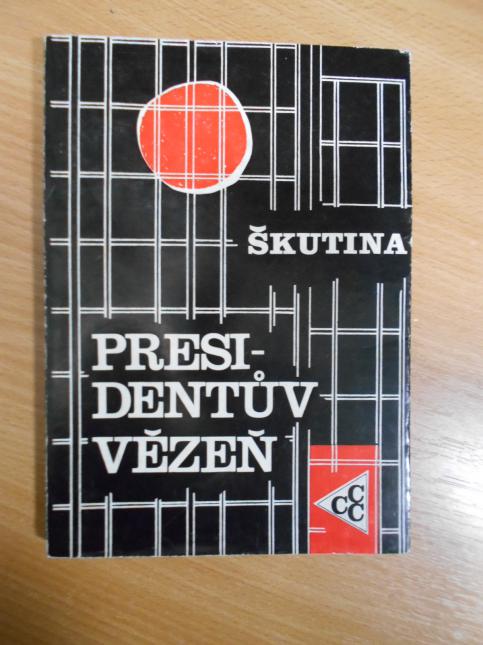 ŠKUTINA
PRESI-
DENTŮV
VĚZEŇ
CCC